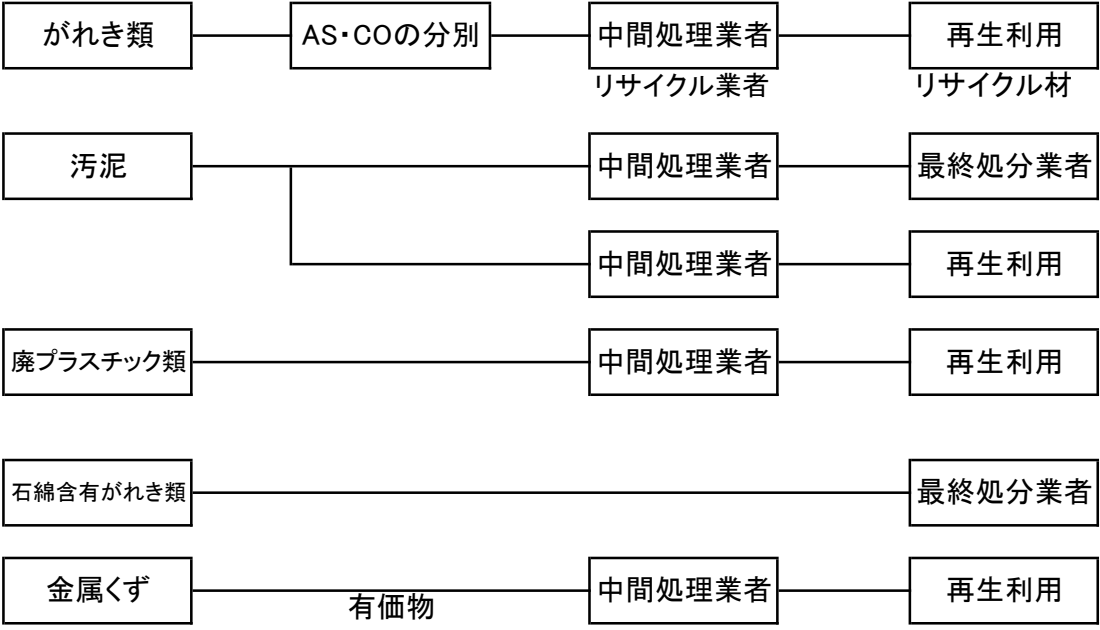 がれき類
AS・COの分別
中間処理業者
再生利用
リサイクル業者
リサイクル材
汚泥
中間処理業者
最終処分業者
中間処理業者
再生利用
廃プラスチック類
中間処理業者
再生利用
石綿含有がれき類
最終処分業者
金属くず
有価物
中間処理業者
再生利用